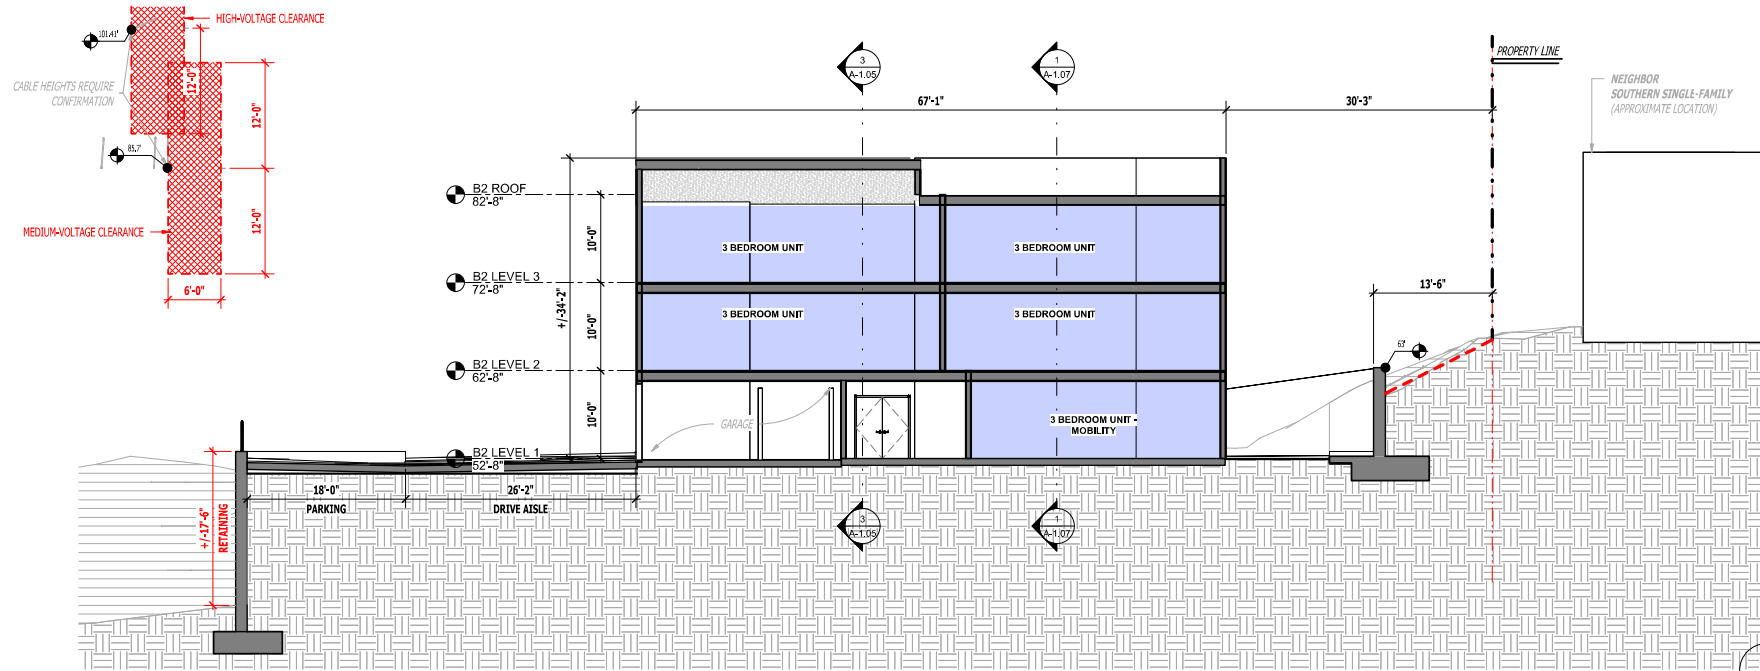 HIGH-VOLTAGE CLEARANCE
101.41'
12'-0"
CABLE HEIGHTS REQUIRE
CONFIRMATION
12'-0"
85.7'
12'-0"
MEDIUM-VOLTAGE CLEARANCE
6'-0"
3
A-1.05
1
A-1.07
PROPERTY LINE
NEIGHBOR
SOUTHERN SINGLE-FAMILY
(APPROXIMATE LOCATION)
67'-1"
30'-3"
B2 ROOF
82'-8"
10'-0"
3 BEDROOM UNIT
3 BEDROOM UNIT
B2 LEVEL 3
72'-8"
+/-34'-2"
13'-6"
10'-0"
3 BEDROOM UNIT
3 BEDROOM UNIT
B2 LEVEL 2
62'-8"
63'
10'-0"
GARAGE
3 BEDROOM UNIT -
MOBILITY
B2 LEVEL 1
52'-8"
18'-0"
PARKING
26'-2"
DRIVE AISLE
+/-17'-6"
RETAINING
3
A-1.05
1
A-1.07